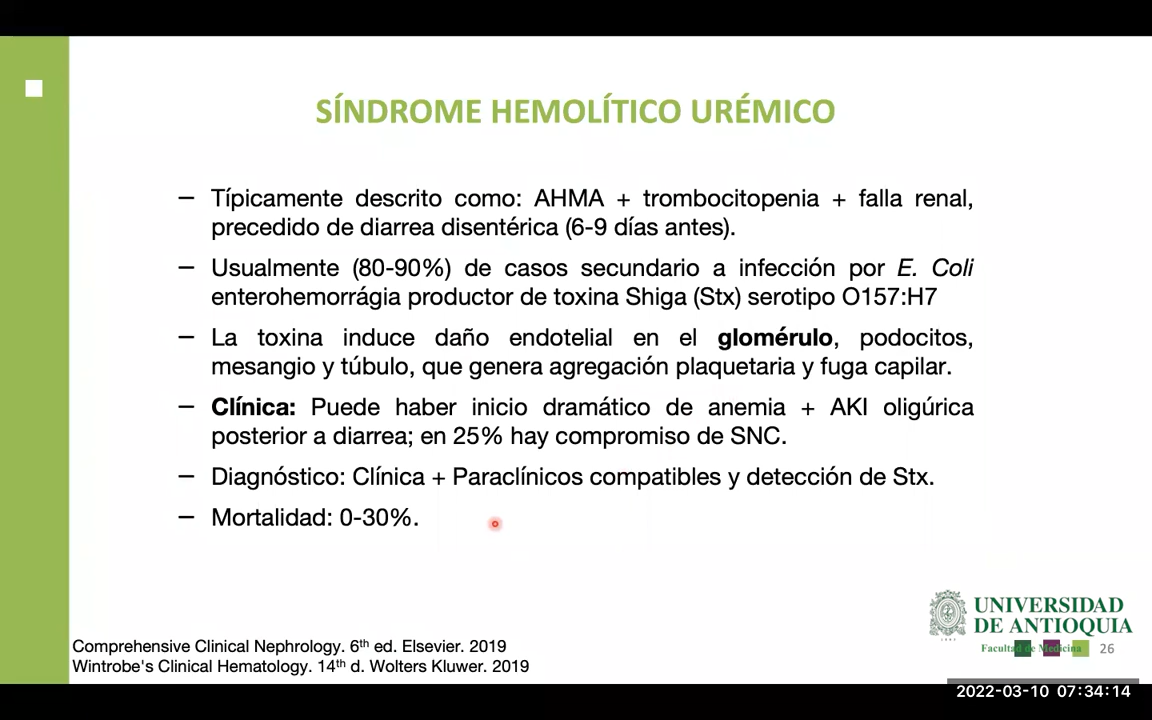 SÍNDROME HEMOLÍTICO URÉMICO
– Típicamente descrito como: AHMA + trombocitopenia + falla renal,
precedido de diarrea disentérica (6-9 días antes).
– Usualmente (80-90%) de casos secundario a infección por E. Coli
enterohemorrágia productor de toxina Shiga (Stx) serotipo O157:H7
– La toxina induce daño endotelial en el glomérulo, podocitos,
mesangio y túbulo, que genera agregación plaquetaria y fuga capilar.
– Clínica: Puede haber inicio dramático de anemia + AKI oligúrica
posterior a diarrea; en 25% hay compromiso de SNC.
– Diagnóstico: Clínica + Paraclínicos compatibles y detección de Stx.
– Mortalidad: 0-30%.
Comprehensive Clinical Nephrology. 6th ed. Elsevier. 2019
Wintrobe's Clinical Hematology. 14th d. Wolters Kluwer. 2019
UNIVERSIDAD
DE ANTIOQUIA
Facultad de Medicina
26
2022-03-10 07:34:14